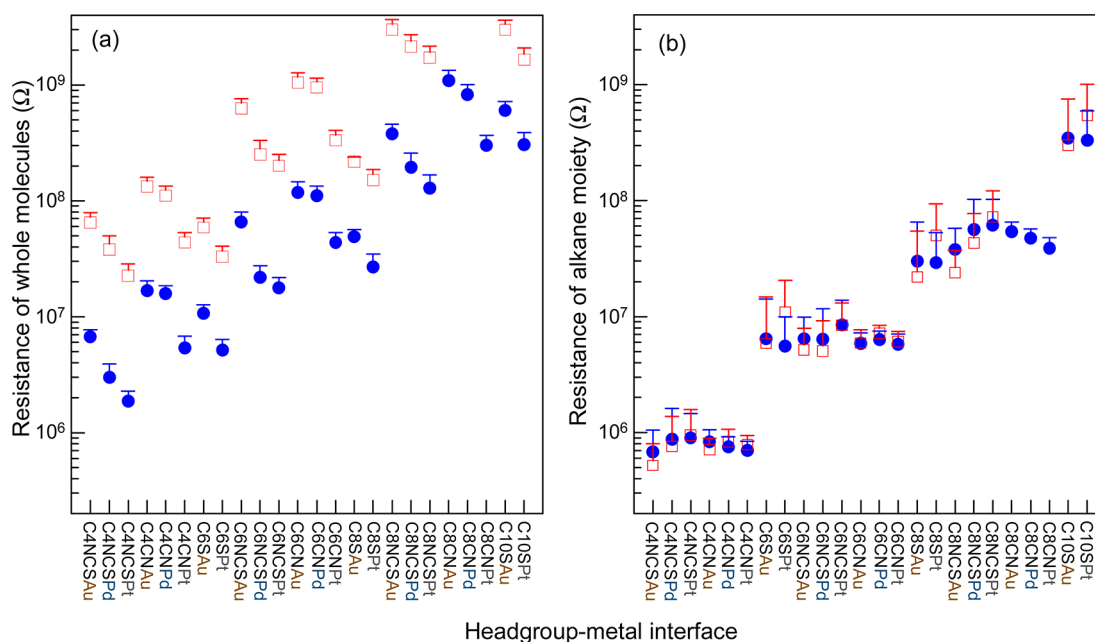 (a)
Resistance of whole molecules (Ω)
10⁹
10⁸
10⁷
10⁶
C4NCSAu
C4NCSPd
C4NCSPt
C4CNAu
C4CNPd
C4CNPt
C6SAu
C6SPt
C6NCSAu
C6NCSPd
C6NCSPt
C6CNAu
C6CNPd
C6CNPt
C8SAu
C8SPt
C8NCSAu
C8NCSPd
C8NCSPt
C8CNAu
C8CNPd
C8CNPt
C10SAu
C10SPt
(b)
Resistance of alkane moiety (Ω)
10⁹
10⁸
10⁷
10⁶
C4NCSAu
C4NCSPd
C4NCSPt
C4CNAu
C4CNPd
C4CNPt
C6SAu
C6SPt
C6NCSAu
C6NCSPd
C6NCSPt
C6CNAu
C6CNPd
C6CNPt
C8SAu
C8SPt
C8NCSAu
C8NCSPd
C8NCSPt
C8CNAu
C8CNPd
C8CNPt
C10SAu
C10SPt
Headgroup-metal interface